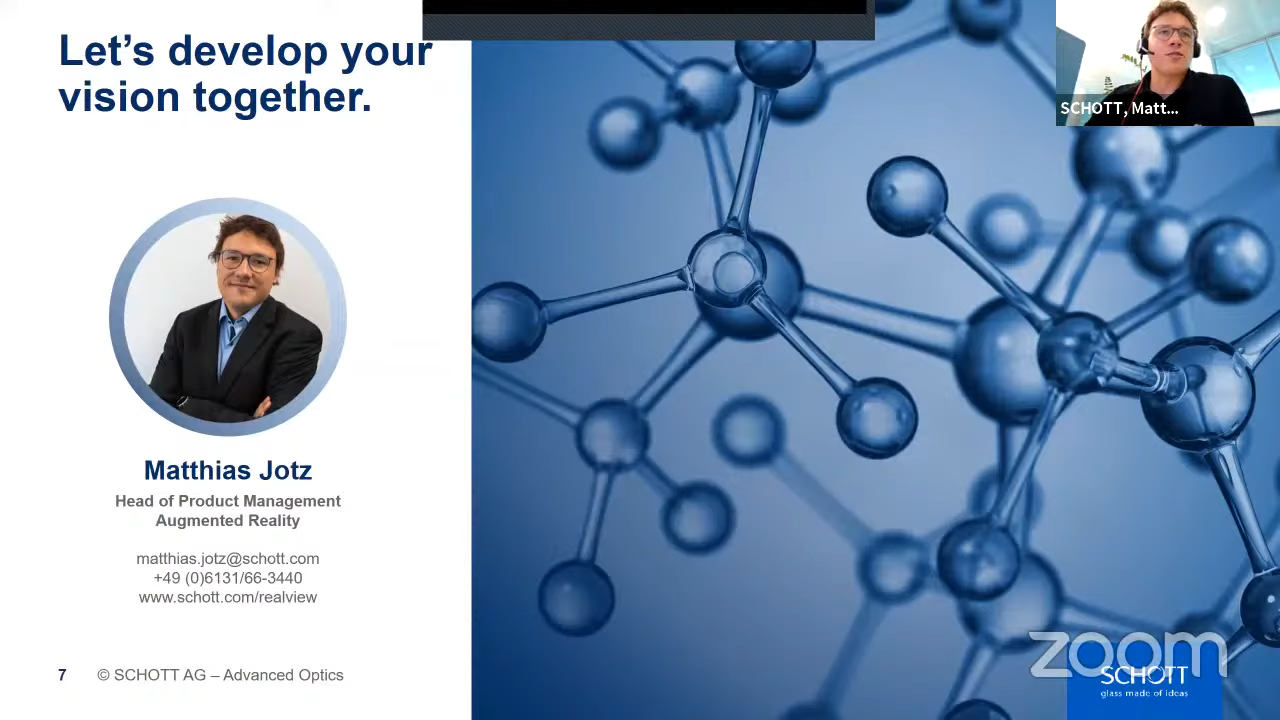 Let's develop your
vision together.
SCHOTT, Matt...
Matthias Jotz
Head of Product Management
Augmented Reality
matthias.jotz@schott.com
+49 (0)6131/66-3440
www.schott.com/realview
7 © SCHOTT AG – Advanced Optics
zoom
SCHOTT
glass made of ideas